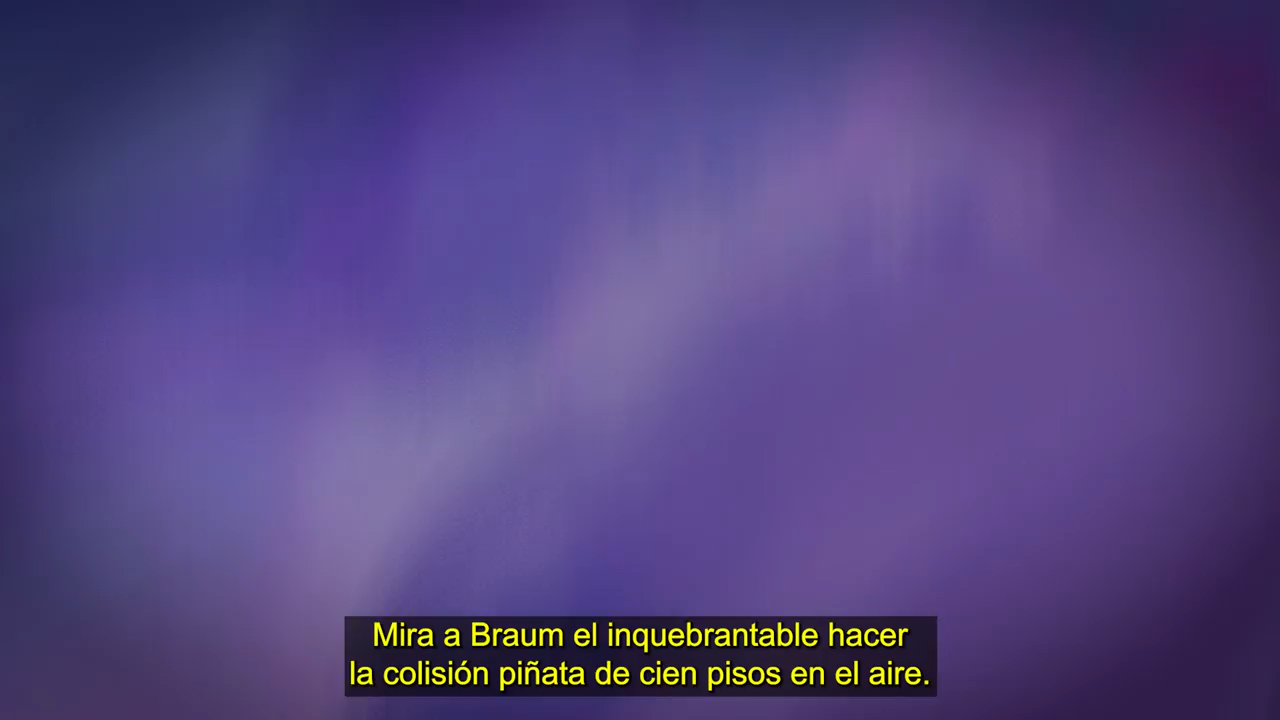 Mira a Braum el inquebrantable hacer
la colisión piñata de cien pisos en el aire.